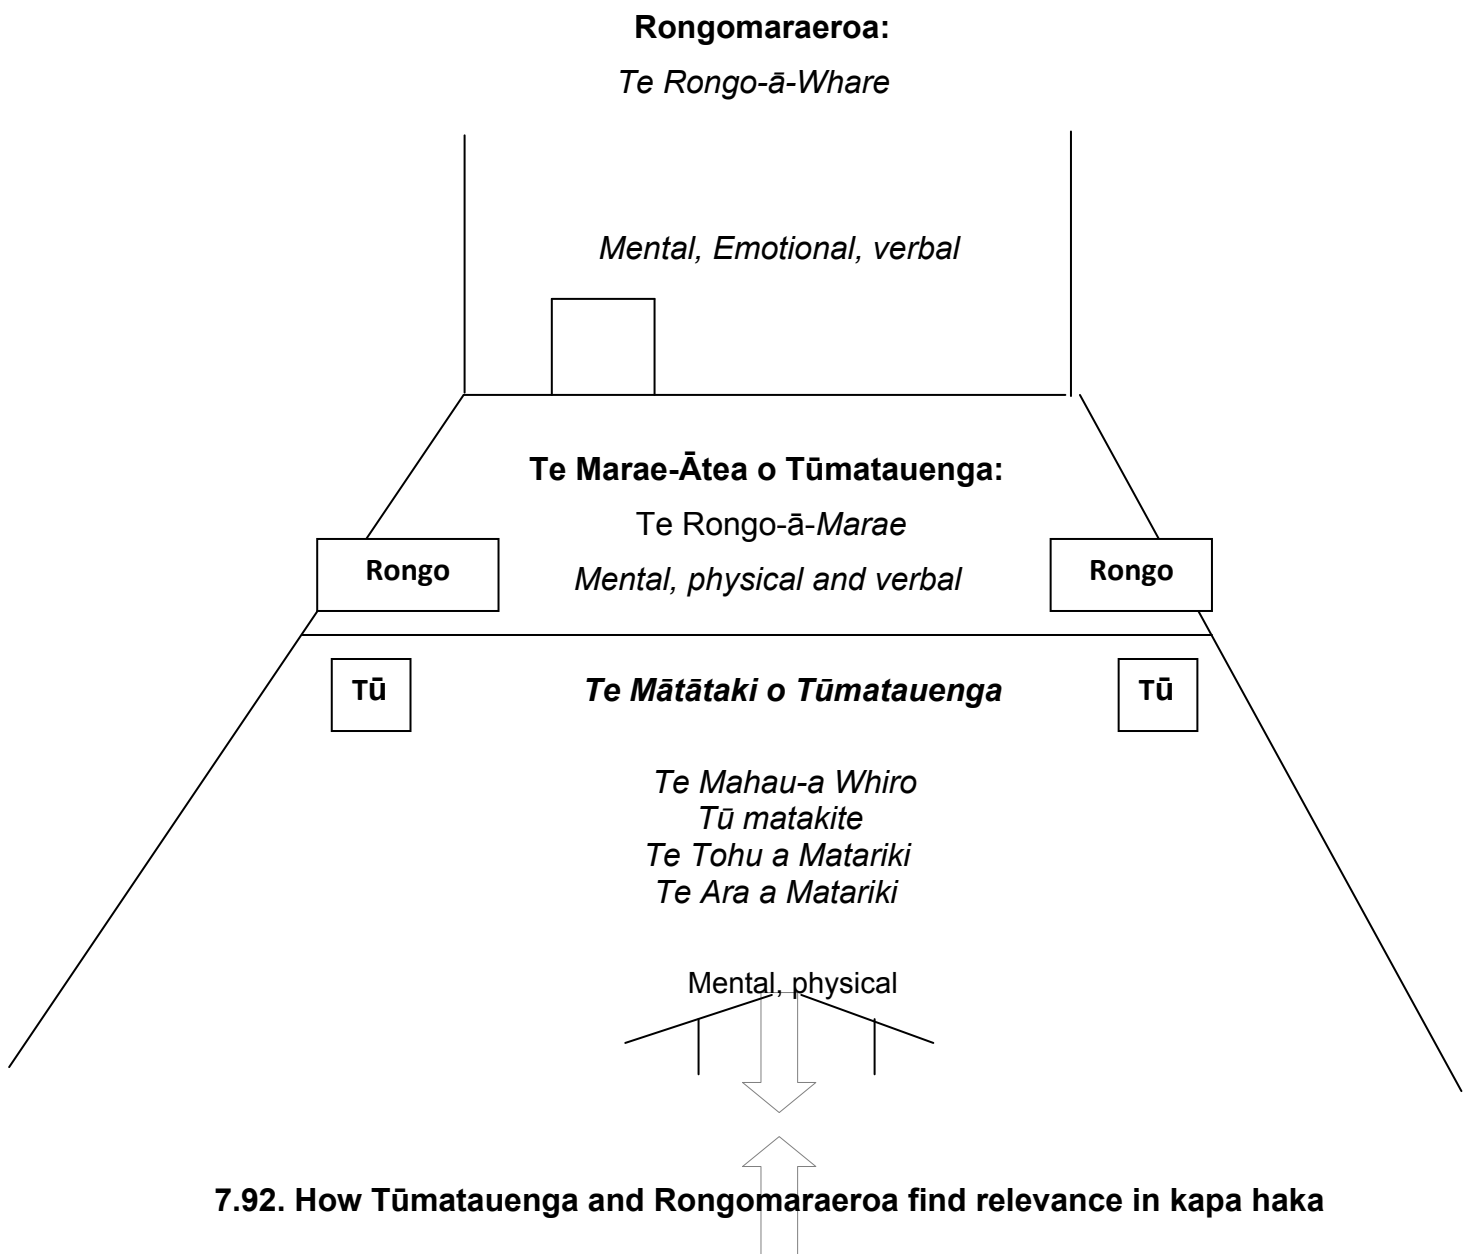 Rongomaraeroa:
Te Rongo-ā-Whare
Mental, Emotional, verbal
Te Marae-Ātea o Tūmatauenga:
Te Rongo-ā-Marae
Rongo
Mental, physical and verbal
Rongo
Tū
Te Mātātaki o Tūmatauenga
Tū
Te Mahau-a Whiro
Tū matakite
Te Tohu a Matariki
Te Ara a Matariki
Mental, physical
7.92. How Tūmatauenga and Rongomaraeroa find relevance in kapa haka